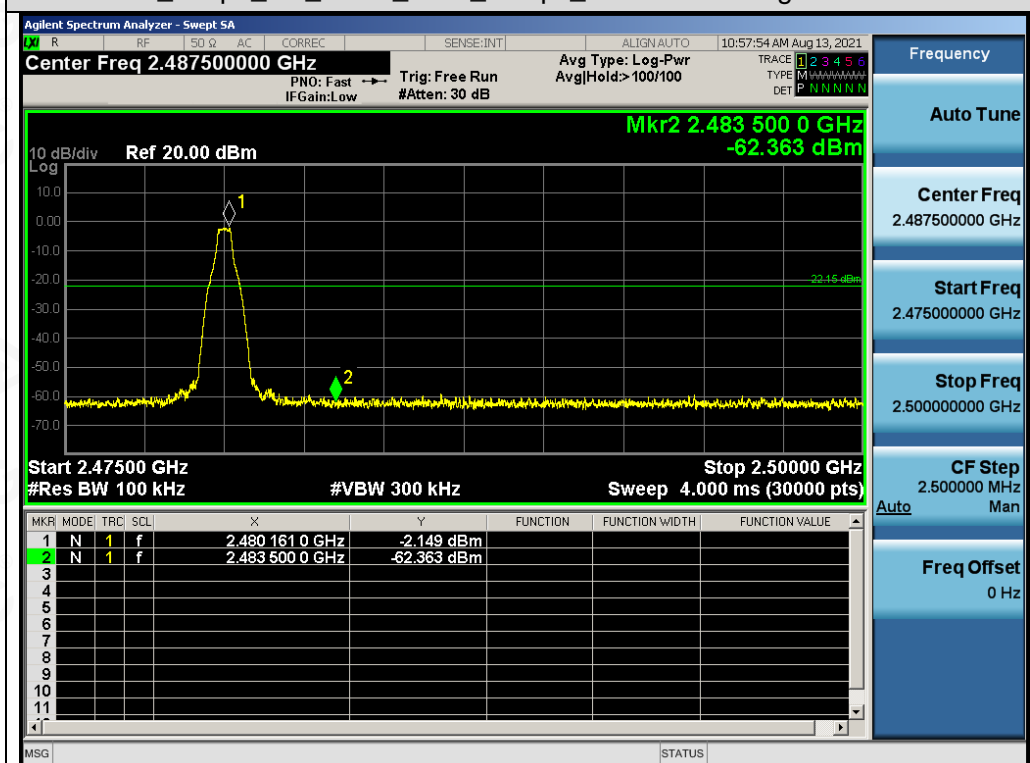 Agilent Spectrum Analyzer - Swept SA
LXI R RF 50 Ω AC CORREC SENSE:INT ALIGN AUTO 10:57:54 AM Aug 13, 2021
Center Freq 2.487500000 GHz
PNO: Fast
IFGain:Low
Trig: Free Run
#Atten: 30 dB
Avg Type: Log-Pwr
Avg|Hold:>100/100
TRACE 1 2 3 4 5 6
TYPE M
DET P N N N N N
Mkr2 2.483 500 0 GHz
-62.363 dBm
10 dB/div Ref 20.00 dBm
Log
10.0
0.00
-10.0
-20.0
-30.0
-40.0
-50.0
-60.0
-70.0
1
-22.15 dBm
2
Start 2.47500 GHz Stop 2.50000 GHz
#Res BW 100 kHz #VBW 300 kHz Sweep 4.000 ms (30000 pts)
MKR MODE TRC SCL X Y FUNCTION FUNCTION WIDTH FUNCTION VALUE
1 N 1 f 2.480 161 0 GHz -2.149 dBm
2 N 1 f 2.483 500 0 GHz -62.363 dBm
3
4
5
6
7
8
9
10
11
MSG STATUS
Frequency
Auto Tune
Center Freq
2.487500000 GHz
Start Freq
2.475000000 GHz
Stop Freq
2.500000000 GHz
CF Step
2.500000 MHz
Auto Man
Freq Offset
0 Hz